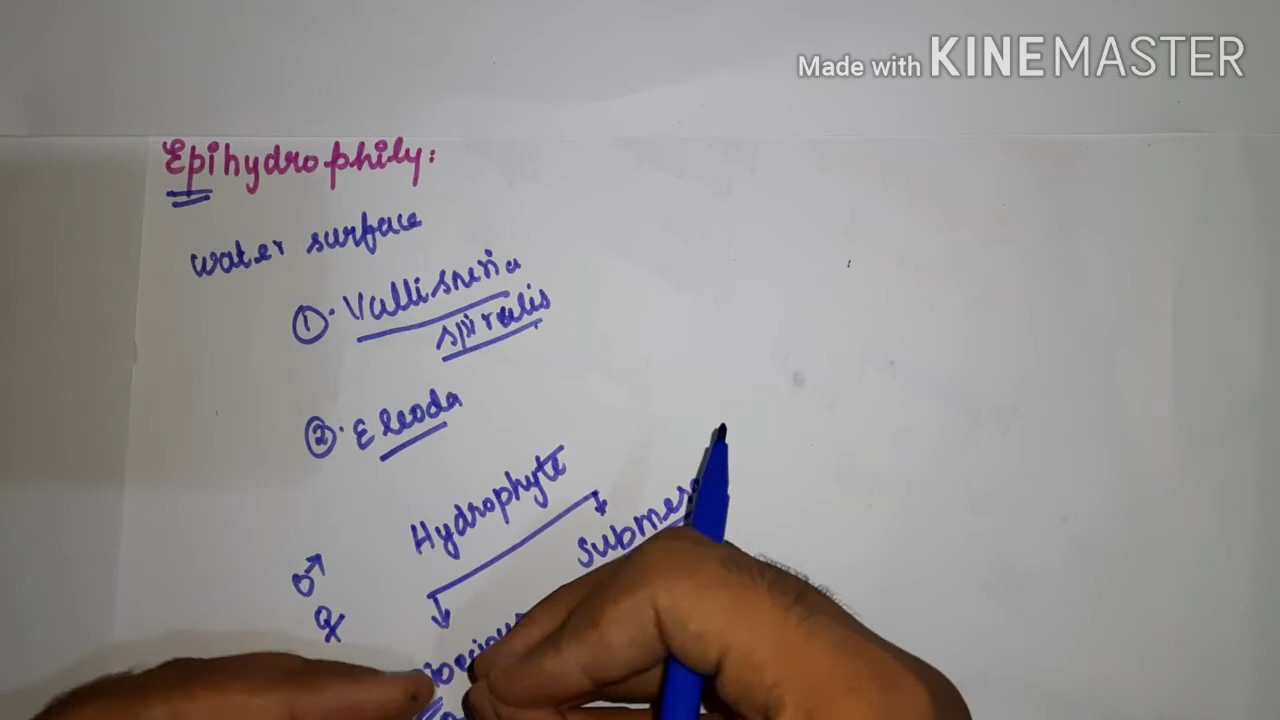 Made with KINEMASTER
Epihydrophily:
water surface
①. Vallisneria
spiralis
②. Eleoda
Hydrophyte
♂
♀